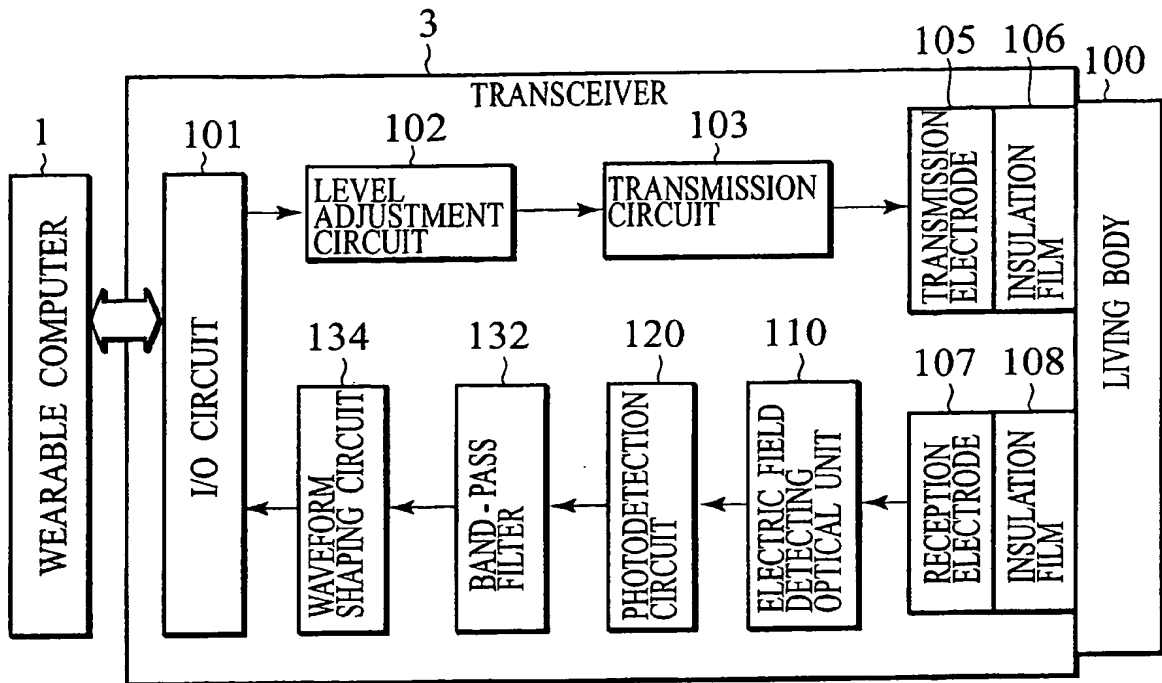 3
TRANSCEIVER
105
106
100
1
101
102
103
WEARABLE COMPUTER
I/O CIRCUIT
LEVEL
ADJUSTMENT
CIRCUIT
TRANSMISSION
CIRCUIT
TRANSMISSION
ELECTRODE
INSULATION
FILM
LIVING BODY
134
132
120
110
107
108
WAVEFORM
SHAPING CIRCUIT
BAND-PASS
FILTER
PHOTODETECTION
CIRCUIT
ELECTRIC FIELD
DETECTING
OPTICAL UNIT
RECEPTION
ELECTRODE
INSULATION
FILM